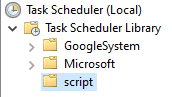 Task Scheduler (Local)
Task Scheduler Library
GoogleSystem
Microsoft
script